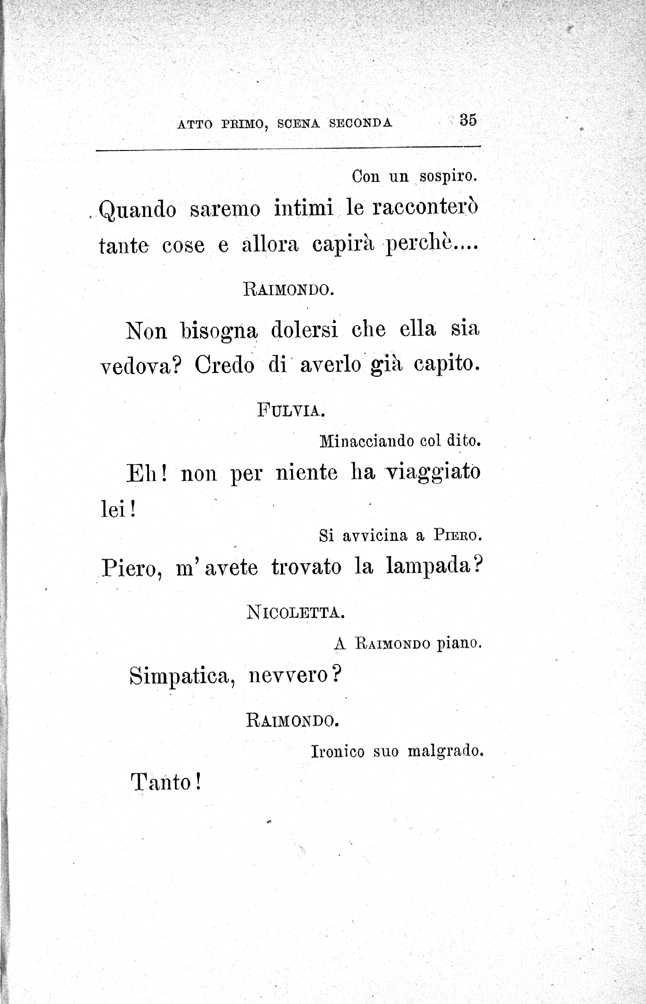 ATTO PRIMO, SCENA SECONDA 35
Con un sospiro.
Quando saremo intimi le racconterò
tante cose e allora capirà perchè....
RAIMONDO.
Non bisogna dolersi che ella sia
vedova? Credo di averlo già capito.
FULVIA.
Minacciando col dito.
Eh! non per niente ha viaggiato
lei!
Si avvicina a PIERO.
Piero, m'avete trovato la lampada?
NICOLETTA.
A RAIMONDO piano.
Simpatica, nevvero?
RAIMONDO.
Ironico suo malgrado.
Tanto!